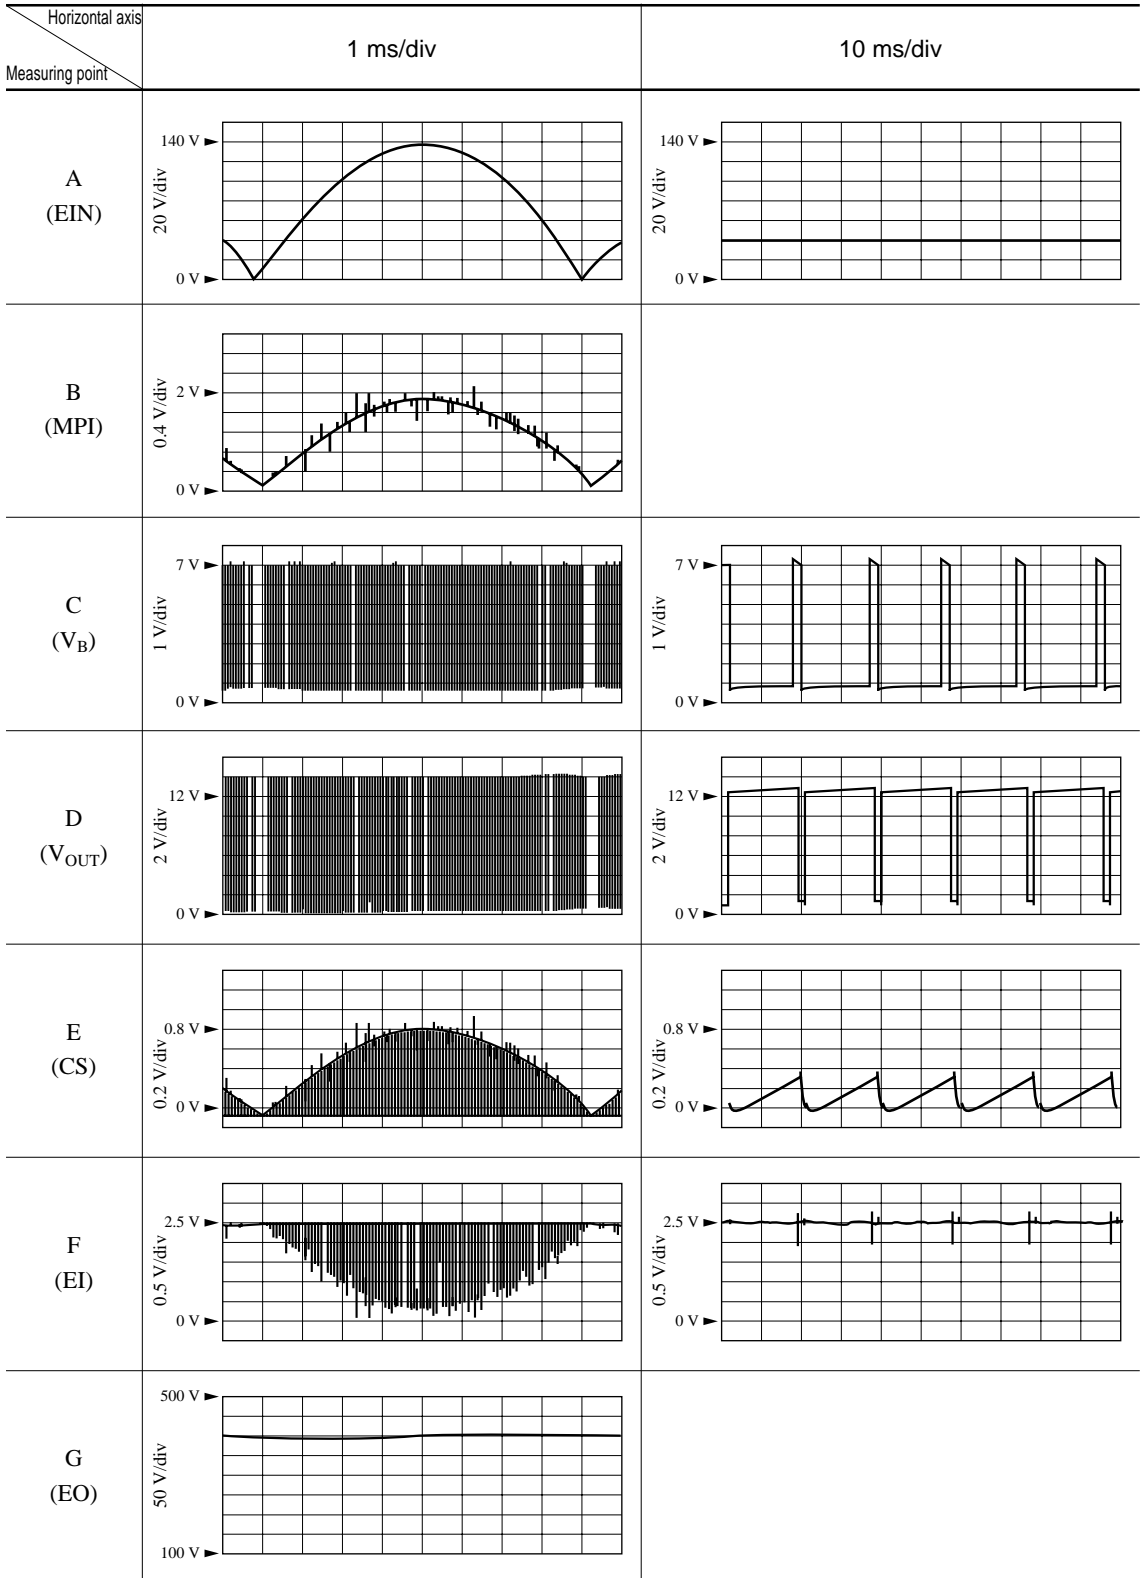 Horizontal axis
Measuring point
1 ms/div
10 ms/div
A
(EIN)
20 V/div
140 V
0 V
20 V/div
140 V
0 V
B
(MPI)
0.4 V/div
2 V
0 V
C
(VB)
1 V/div
7 V
0 V
1 V/div
7 V
0 V
D
(VOUT)
2 V/div
12 V
0 V
2 V/div
12 V
0 V
E
(CS)
0.2 V/div
0.8 V
0 V
0.2 V/div
0.8 V
0 V
F
(EI)
0.5 V/div
2.5 V
0 V
0.5 V/div
2.5 V
0 V
G
(EO)
50 V/div
500 V
100 V